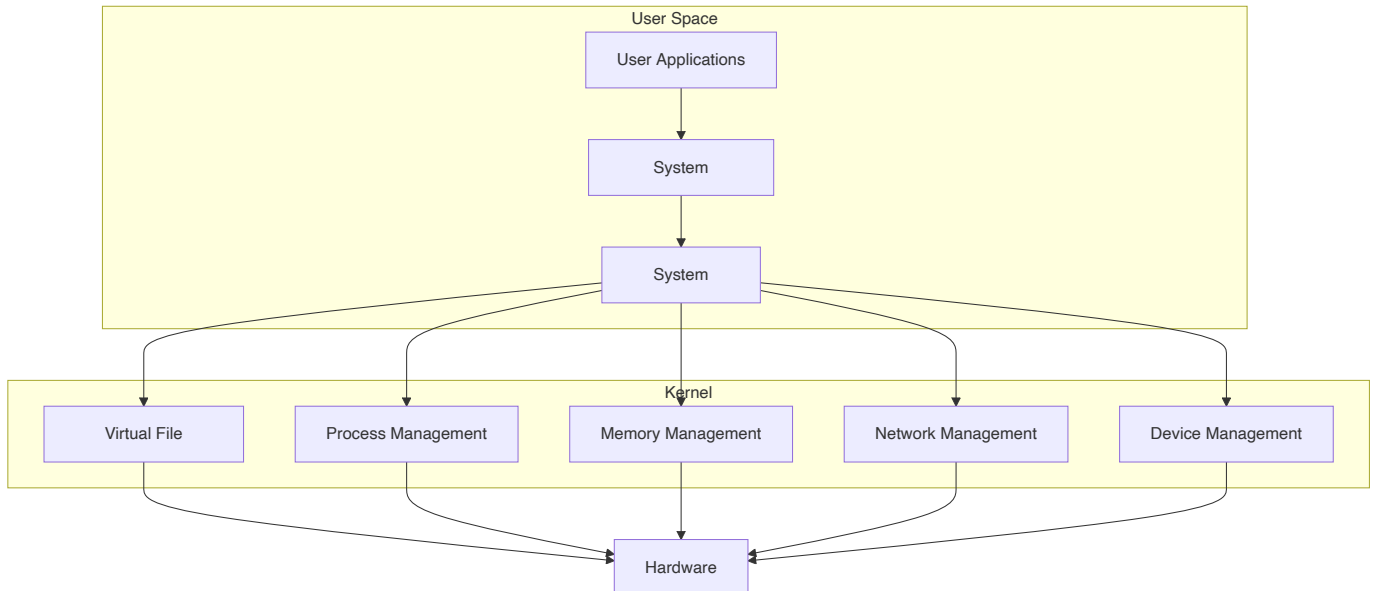 User Space
User Applications
System
System
Kernel
Virtual File
Process Management
Memory Management
Network Management
Device Management
Hardware